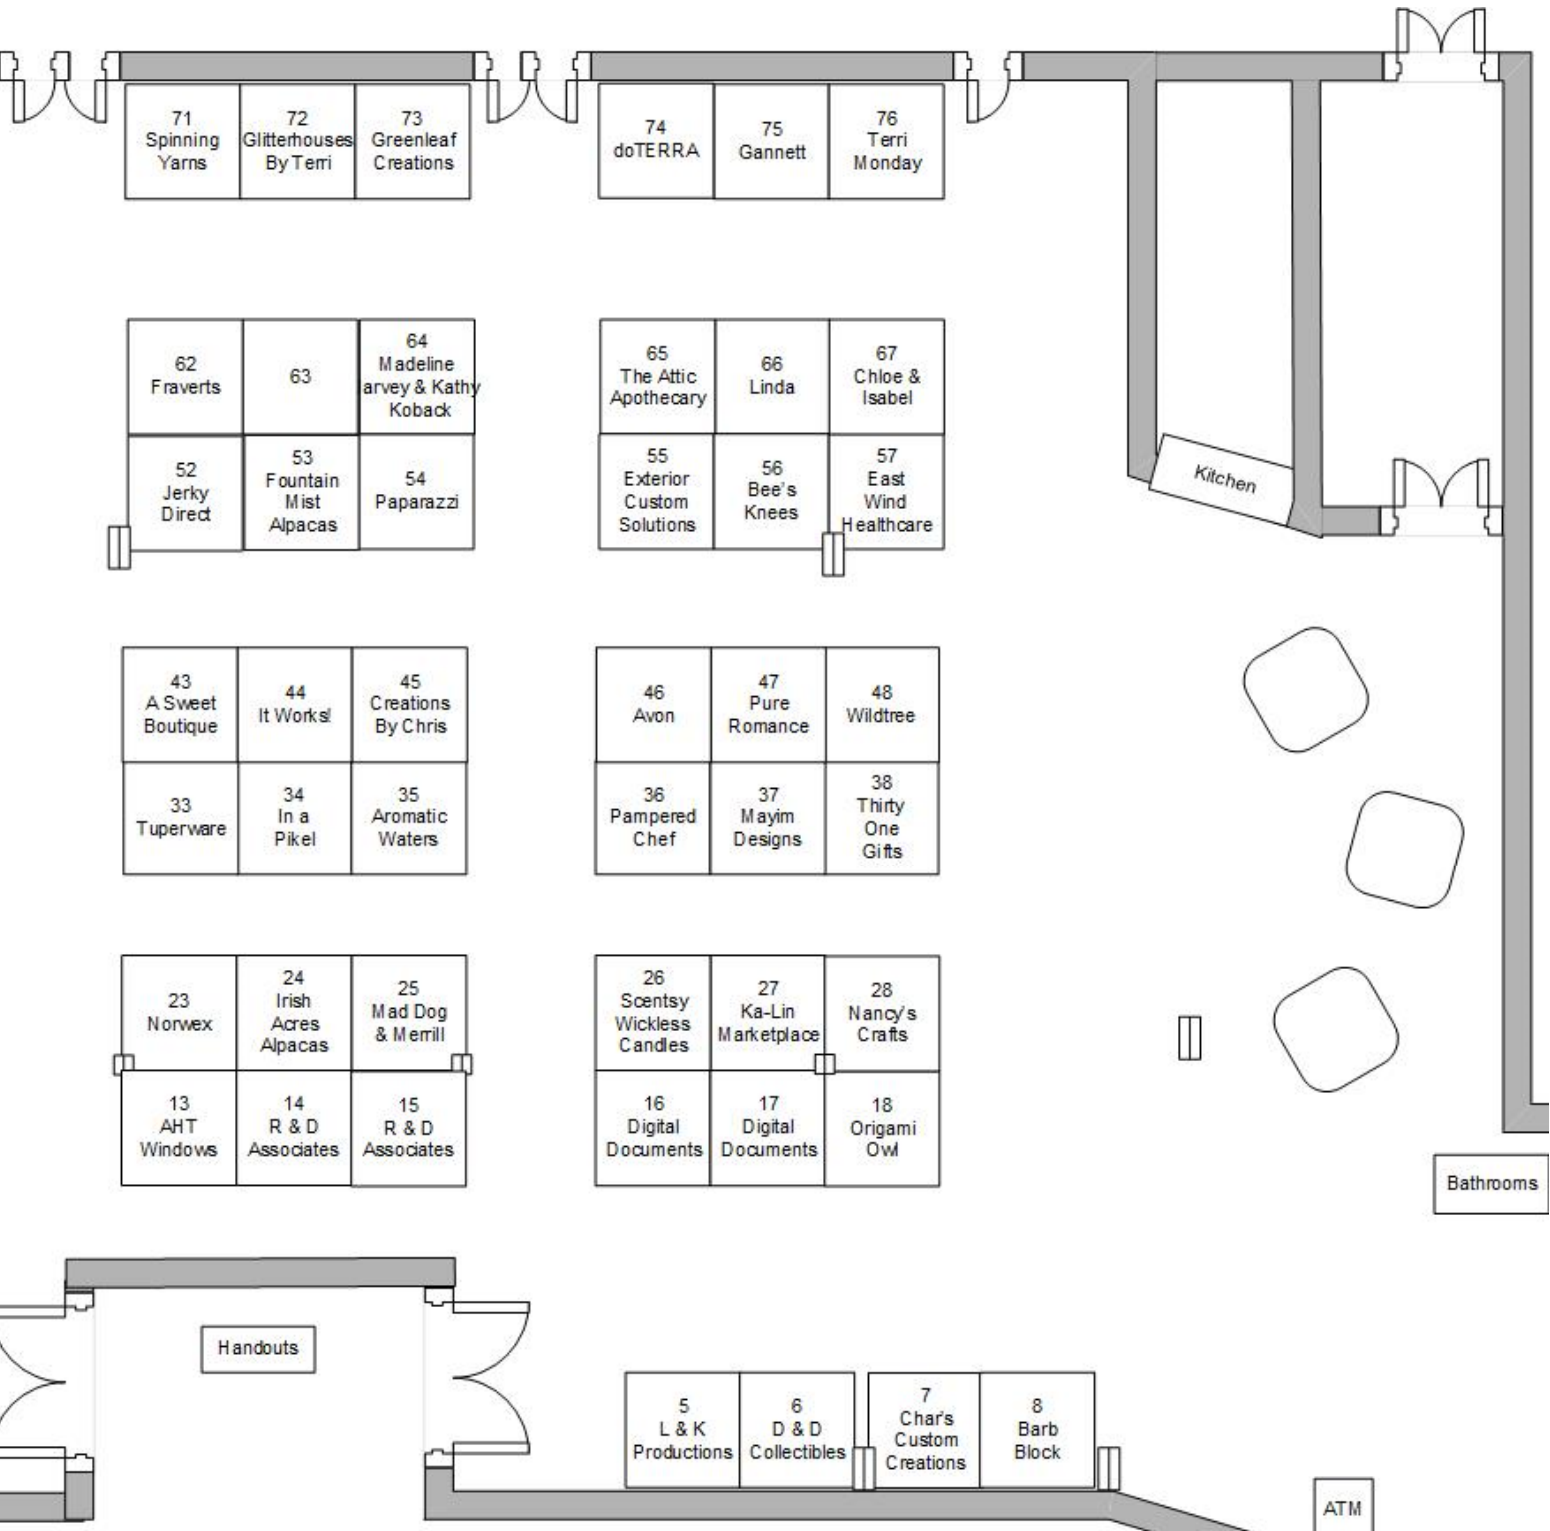 71
Spinning
Yarns
72
Glitterhouses
By Terri
73
Greenleaf
Creations
74
doTERRA
75
Gannett
76
Terri
Monday
62
Fraverts
63
64
Madeline
arvey & Kathy
Koback
65
The Attic
Apothecary
66
Linda
67
Chloe &
Isabel
52
Jerky
Direct
53
Fountain
Mist
Alpacas
54
Paparazzi
55
Exterior
Custom
Solutions
56
Bee's
Knees
57
East
Wind
Healthcare
Kitchen
43
A Sweet
Boutique
44
It Works!
45
Creations
By Chris
46
Avon
47
Pure
Romance
48
Wildtree
33
Tuperware
34
In a
Pikel
35
Aromatic
Waters
36
Pampered
Chef
37
Mayim
Designs
38
Thirty
One
Gifts
23
Norwex
24
Irish
Acres
Alpacas
25
Mad Dog
& Merrill
26
Scentsy
Wickless
Candles
27
Ka-Lin
Marketplace
28
Nancy's
Crafts
13
AHT
Windows
14
R & D
Associates
15
R & D
Associates
16
Digital
Documents
17
Digital
Documents
18
Origami
Owl
Bathrooms
Handouts
5
L & K
Productions
6
D & D
Collectibles
7
Char's
Custom
Creations
8
Barb
Block
ATM